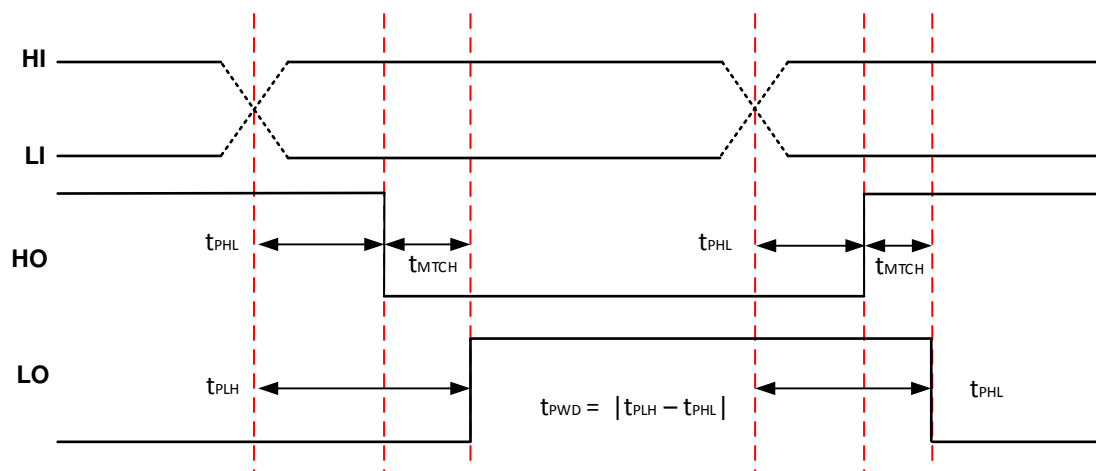 HI
LI
tPHL
tPHL
HO
tMTCH
tMTCH
LO
tPLH
tPWD = |tPLH – tPHL|
tPHL